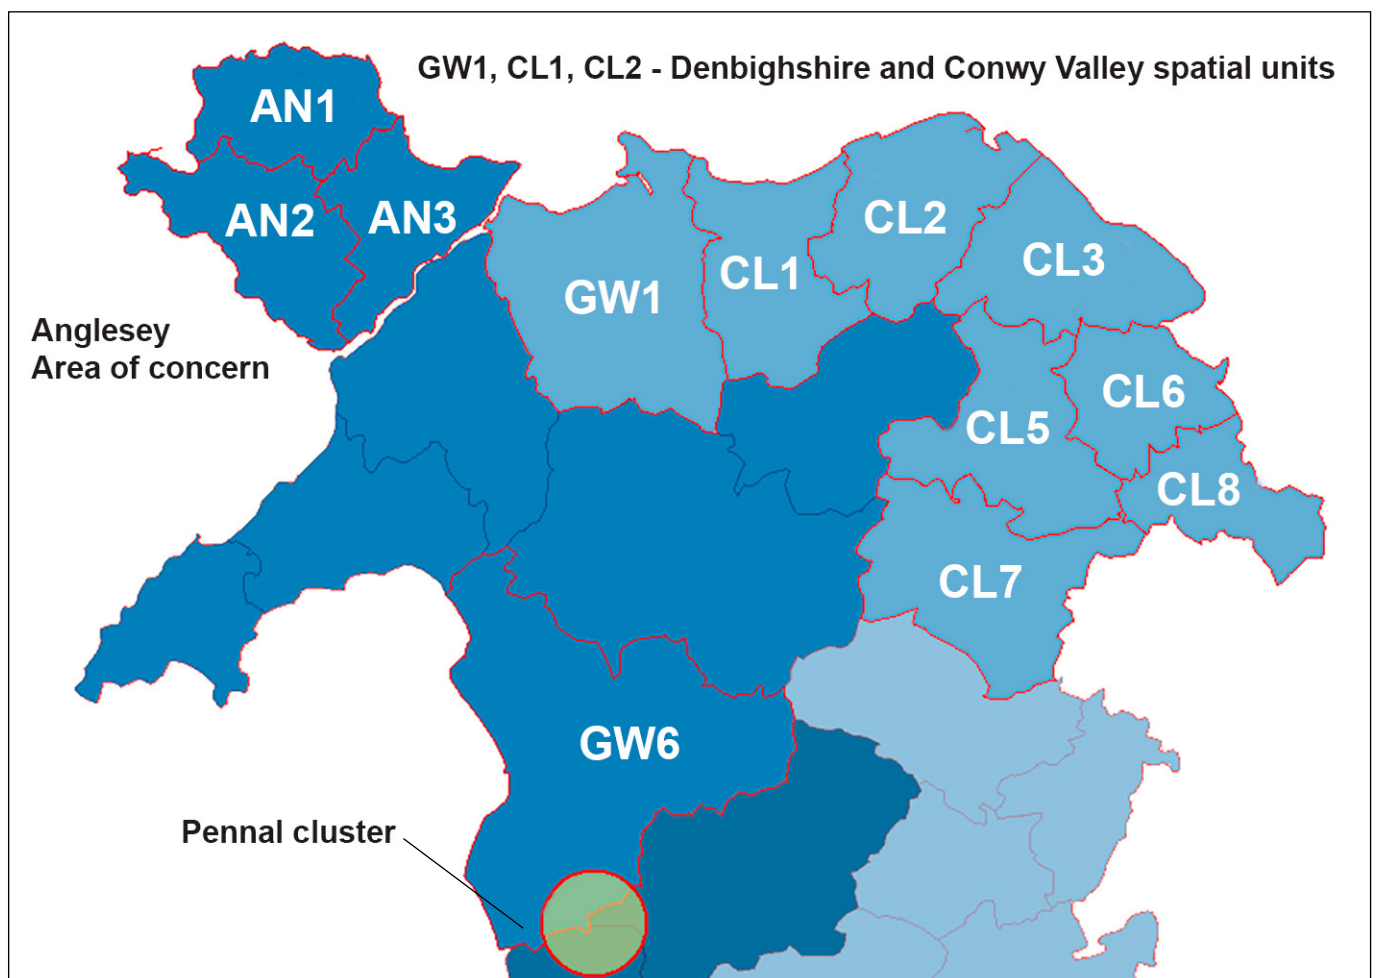 GW1, CL1, CL2 - Denbighshire and Conwy Valley spatial units
AN1
AN2
AN3
GW1
CL1
CL2
CL3
Anglesey
Area of concern
CL5
CL6
CL8
CL7
GW6
Pennal cluster